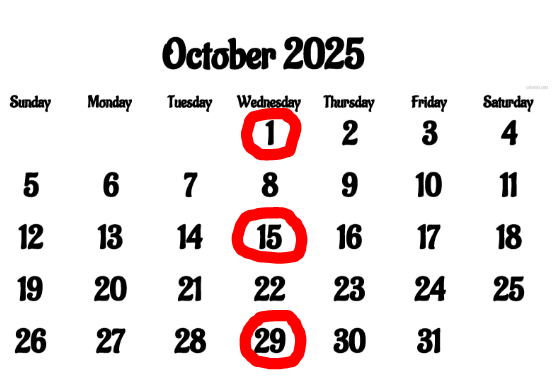 October 2025
Sunday Monday Tuesday Wednesday Thursday Friday Saturday
1 2 3 4
5 6 7 8 9 10 11
12 13 14 15 16 17 18
19 20 21 22 23 24 25
26 27 28 29 30 31